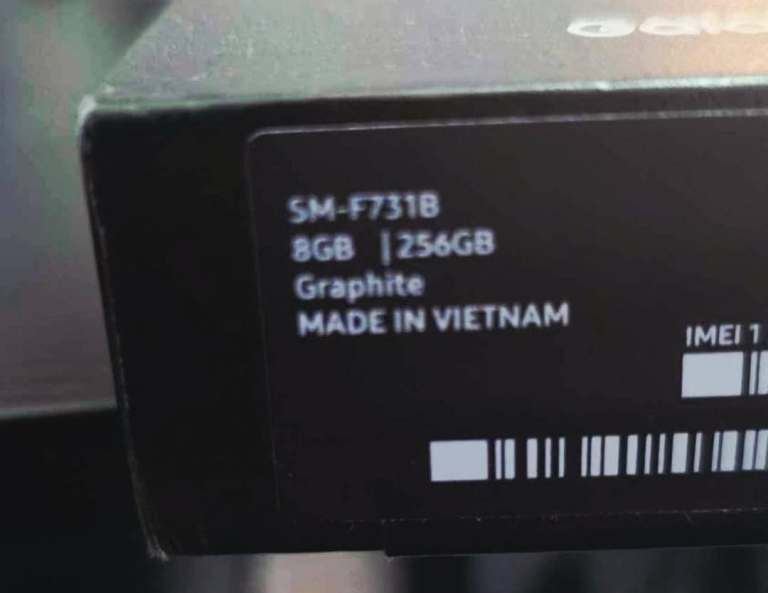 SM-F731B
8GB | 256GB
Graphite
MADE IN VIETNAM
IMEI 1